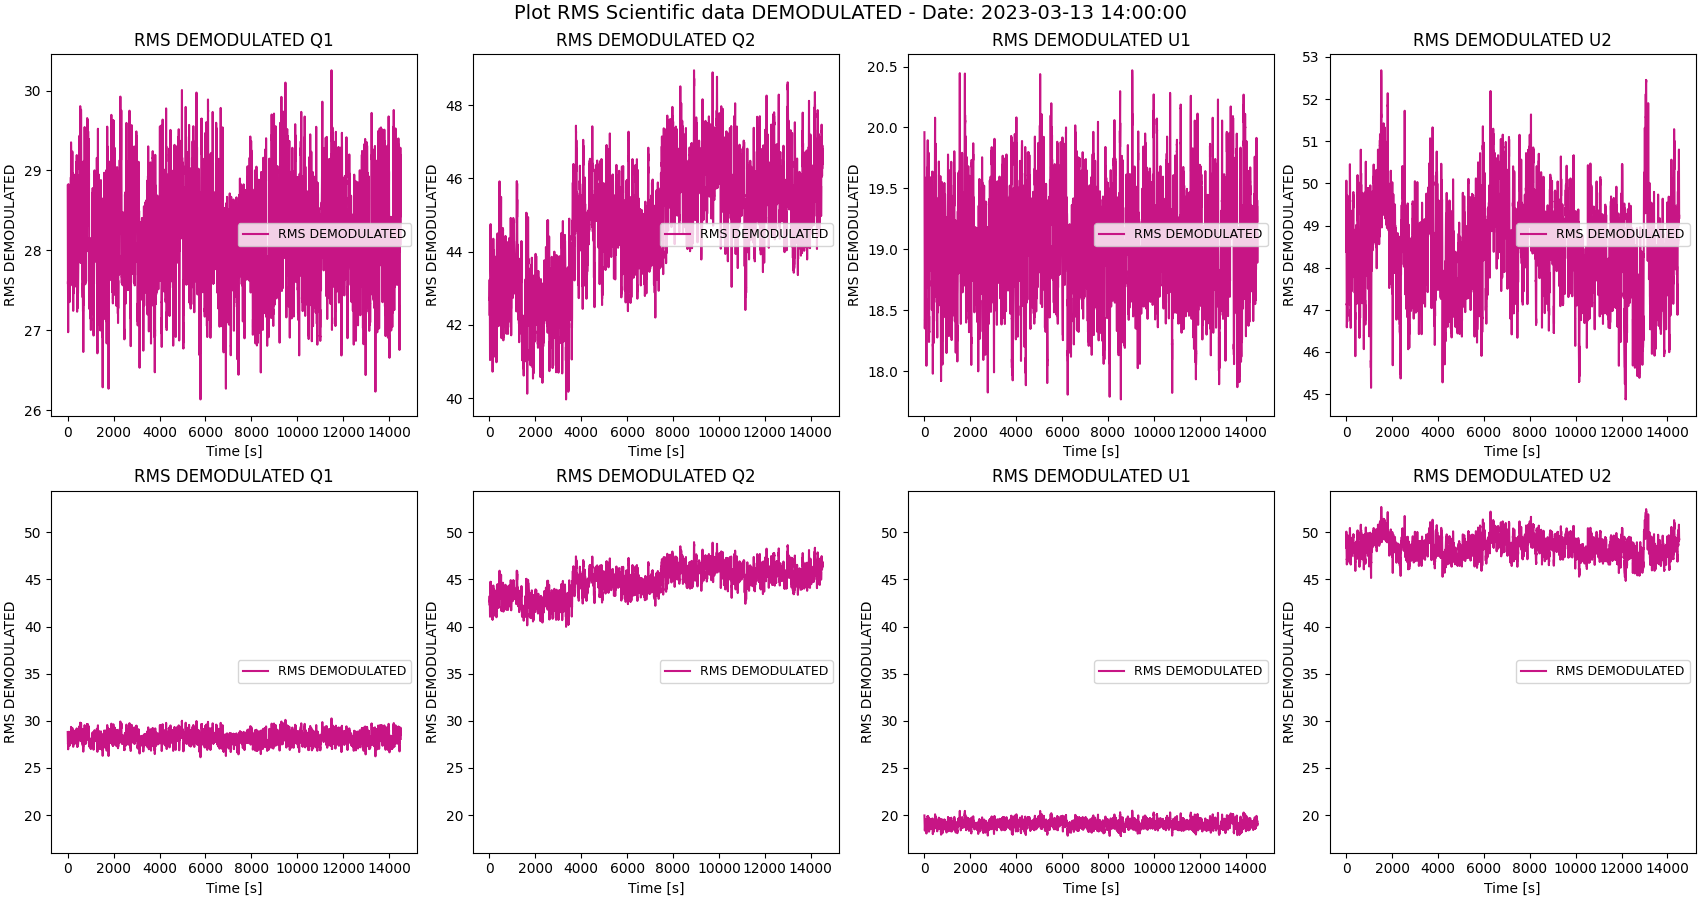 Plot RMS Scientific data DEMODULATED - Date: 2023-03-13 14:00:00
RMS DEMODULATED Q1
RMS DEMODULATED
30
29
28
27
26
RMS DEMODULATED
0 2000 4000 6000 8000 10000 12000 14000
Time [s]
RMS DEMODULATED Q2
RMS DEMODULATED
48
46
44
42
40
RMS DEMODULATED
0 2000 4000 6000 8000 10000 12000 14000
Time [s]
RMS DEMODULATED U1
RMS DEMODULATED
20.5
20.0
19.5
19.0
18.5
18.0
RMS DEMODULATED
0 2000 4000 6000 8000 10000 12000 14000
Time [s]
RMS DEMODULATED U2
RMS DEMODULATED
53
52
51
50
49
48
47
46
45
RMS DEMODULATED
0 2000 4000 6000 8000 10000 12000 14000
Time [s]
RMS DEMODULATED Q1
RMS DEMODULATED
50
45
40
35
30
25
20
RMS DEMODULATED
0 2000 4000 6000 8000 10000 12000 14000
Time [s]
RMS DEMODULATED Q2
RMS DEMODULATED
50
45
40
35
30
25
20
RMS DEMODULATED
0 2000 4000 6000 8000 10000 12000 14000
Time [s]
RMS DEMODULATED U1
RMS DEMODULATED
50
45
40
35
30
25
20
RMS DEMODULATED
0 2000 4000 6000 8000 10000 12000 14000
Time [s]
RMS DEMODULATED U2
RMS DEMODULATED
50
45
40
35
30
25
20
RMS DEMODULATED
0 2000 4000 6000 8000 10000 12000 14000
Time [s]